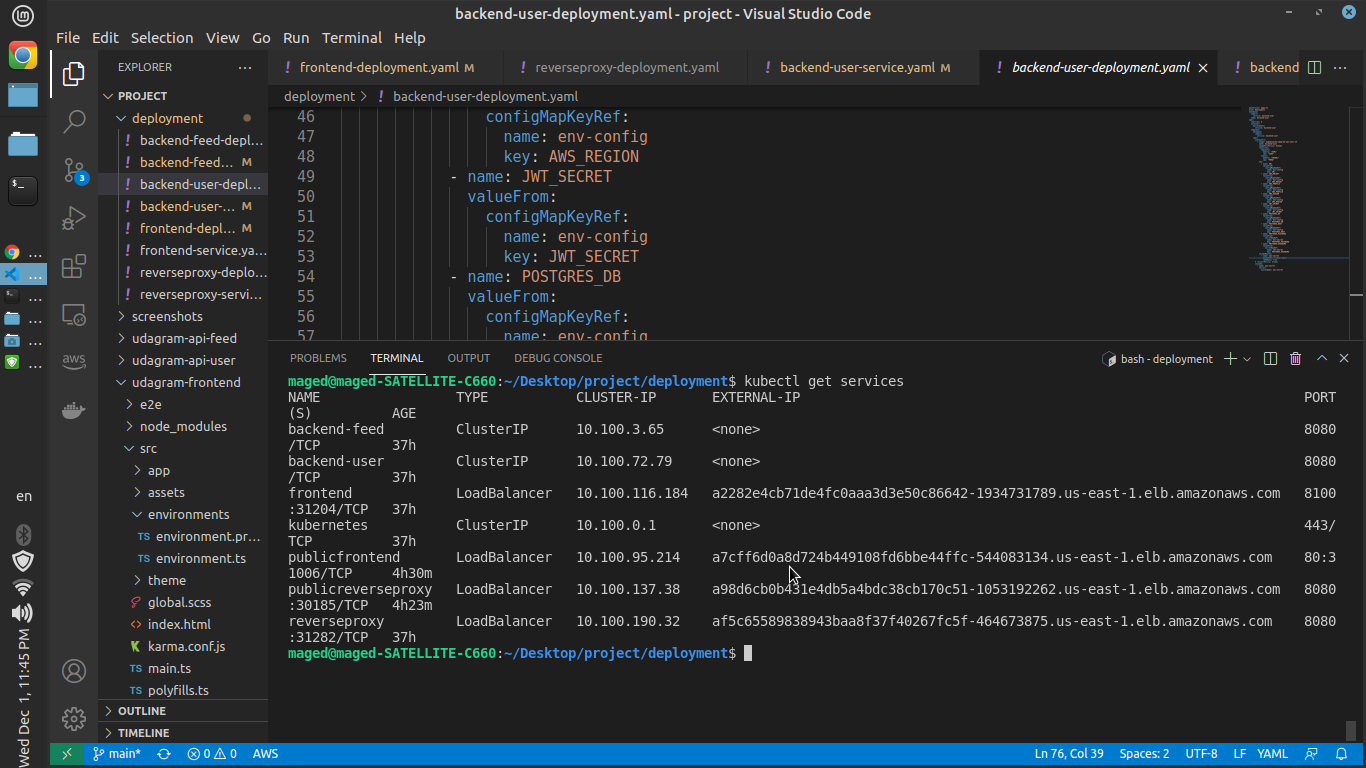 backend-user-deployment.yaml - project - Visual Studio Code
File Edit Selection View Go Run Terminal Help
EXPLORER
PROJECT
deployment
backend-feed-depl...
backend-feed... M
backend-user-depl...
backend-user-... M
frontend-depl... M
frontend-service.ya...
reverseproxy-deplo...
reverseproxy-servi...
screenshots
udagram-api-feed
udagram-api-user
udagram-frontend
e2e
node_modules
src
app
assets
environments
TS environment.pr...
TS environment.ts
theme
global.scss
index.html
karma.conf.js
TS main.ts
TS polyfills.ts
OUTLINE
TIMELINE
frontend-deployment.yaml M
reverseproxy-deployment.yaml
backend-user-service.yaml M
backend-user-deployment.yaml
backend
deployment > backend-user-deployment.yaml
46 configMapKeyRef:
47 name: env-config
48 key: AWS_REGION
49 - name: JWT_SECRET
50 valueFrom:
51 configMapKeyRef:
52 name: env-config
53 key: JWT_SECRET
54 - name: POSTGRES_DB
55 valueFrom:
56 configMapKeyRef:
57 name: env-config
PROBLEMS TERMINAL OUTPUT DEBUG CONSOLE
bash - deployment
maged@maged-SATELLITE-C660:~/Desktop/project/deployment$ kubectl get services
NAME TYPE CLUSTER-IP EXTERNAL-IP PORT
(S) AGE
backend-feed ClusterIP 10.100.3.65 <none> 8080
/TCP 37h
backend-user ClusterIP 10.100.72.79 <none> 8080
/TCP 37h
frontend LoadBalancer 10.100.116.184 a2282e4cb71de4fc0aaa3d3e50c86642-1934731789.us-east-1.elb.amazonaws.com 8100
:31204/TCP 37h
kubernetes ClusterIP 10.100.0.1 <none> 443/
TCP 37h
publicfrontend LoadBalancer 10.100.95.214 a7cff6d0a8d724b449108fd6bbe44ffc-544083134.us-east-1.elb.amazonaws.com 80:3
1006/TCP 4h30m
publicreverseproxy LoadBalancer 10.100.137.38 a98d6cb0b431e4db5a4bdc38cb170c51-1053192262.us-east-1.elb.amazonaws.com 8080
:30185/TCP 4h23m
reverseproxy LoadBalancer 10.100.190.32 af5c65589838943baa8f37f40267fc5f-464673875.us-east-1.elb.amazonaws.com 8080
:31282/TCP 37h
maged@maged-SATELLITE-C660:~/Desktop/project/deployment$
main* 0 0 AWS
Ln 76, Col 39 Spaces: 2 UTF-8 LF YAML
aws
3
en
Wed Dec 1, 11:45 PM